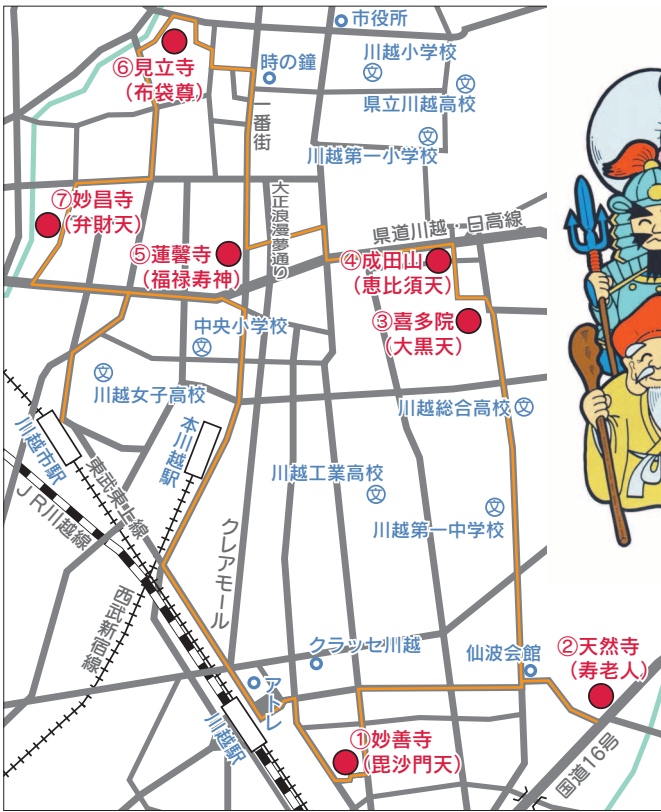 市役所
川越小学校
時の鐘
⑥見立寺
(布袋尊)
県立川越高校
一番街
川越第一小学校
⑦妙昌寺
(弁財天)
大正浪漫夢通り
県道川越・日高線
⑤蓮馨寺
(福禄寿神)
④成田山
(恵比須天)
③喜多院
(大黒天)
中央小学校
川越女子高校
川越総合高校
本川越駅
川越市駅
東武東上線
JR川越線
川越工業高校
川越第一中学校
クレアモール
西武新宿線
クラッセ川越
仙波会館
②天然寺
(寿老人)
アトレ
川越駅
①妙善寺
(毘沙門天)
国道16号